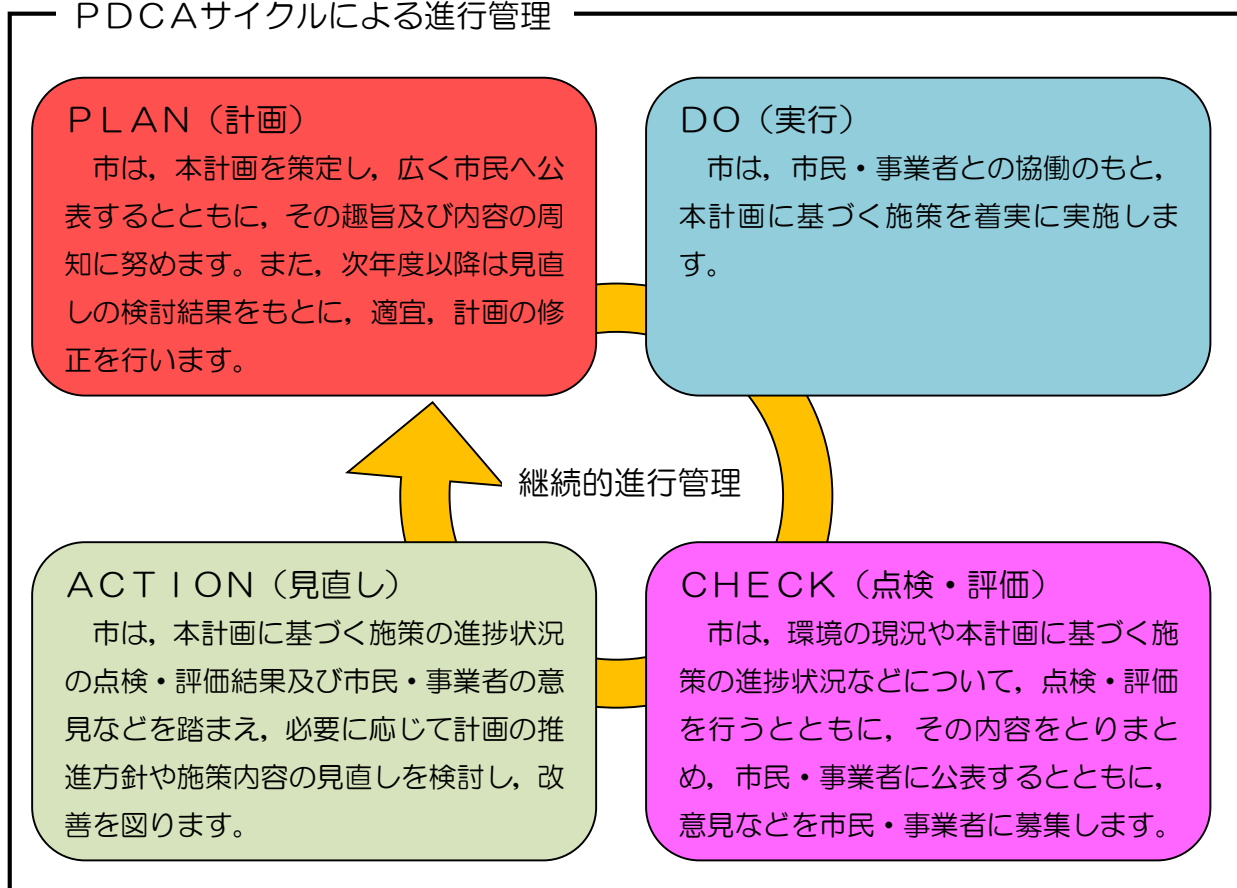 PDCAサイクルによる進行管理
PLAN(計画)
市は,本計画を策定し,広く市民へ公
表するとともに,その趣旨及び内容の周
知に努めます。また,次年度以降は見直
しの検討結果をもとに,適宜,計画の修
正を行います。
DO(実行)
市は,市民・事業者との協働のもと,
本計画に基づく施策を着実に実施しま
す。
継続的進行管理
ACTION(見直し)
市は,本計画に基づく施策の進捗状況
の点検・評価結果及び市民・事業者の意
見などを踏まえ,必要に応じて計画の推
進方針や施策内容の見直しを検討し,改
善を図ります。
CHECK(点検・評価)
市は,環境の現況や本計画に基づく施
策の進捗状況などについて,点検・評価
を行うとともに,その内容をとりまと
め,市民・事業者に公表するとともに,
意見などを市民・事業者に募集します。